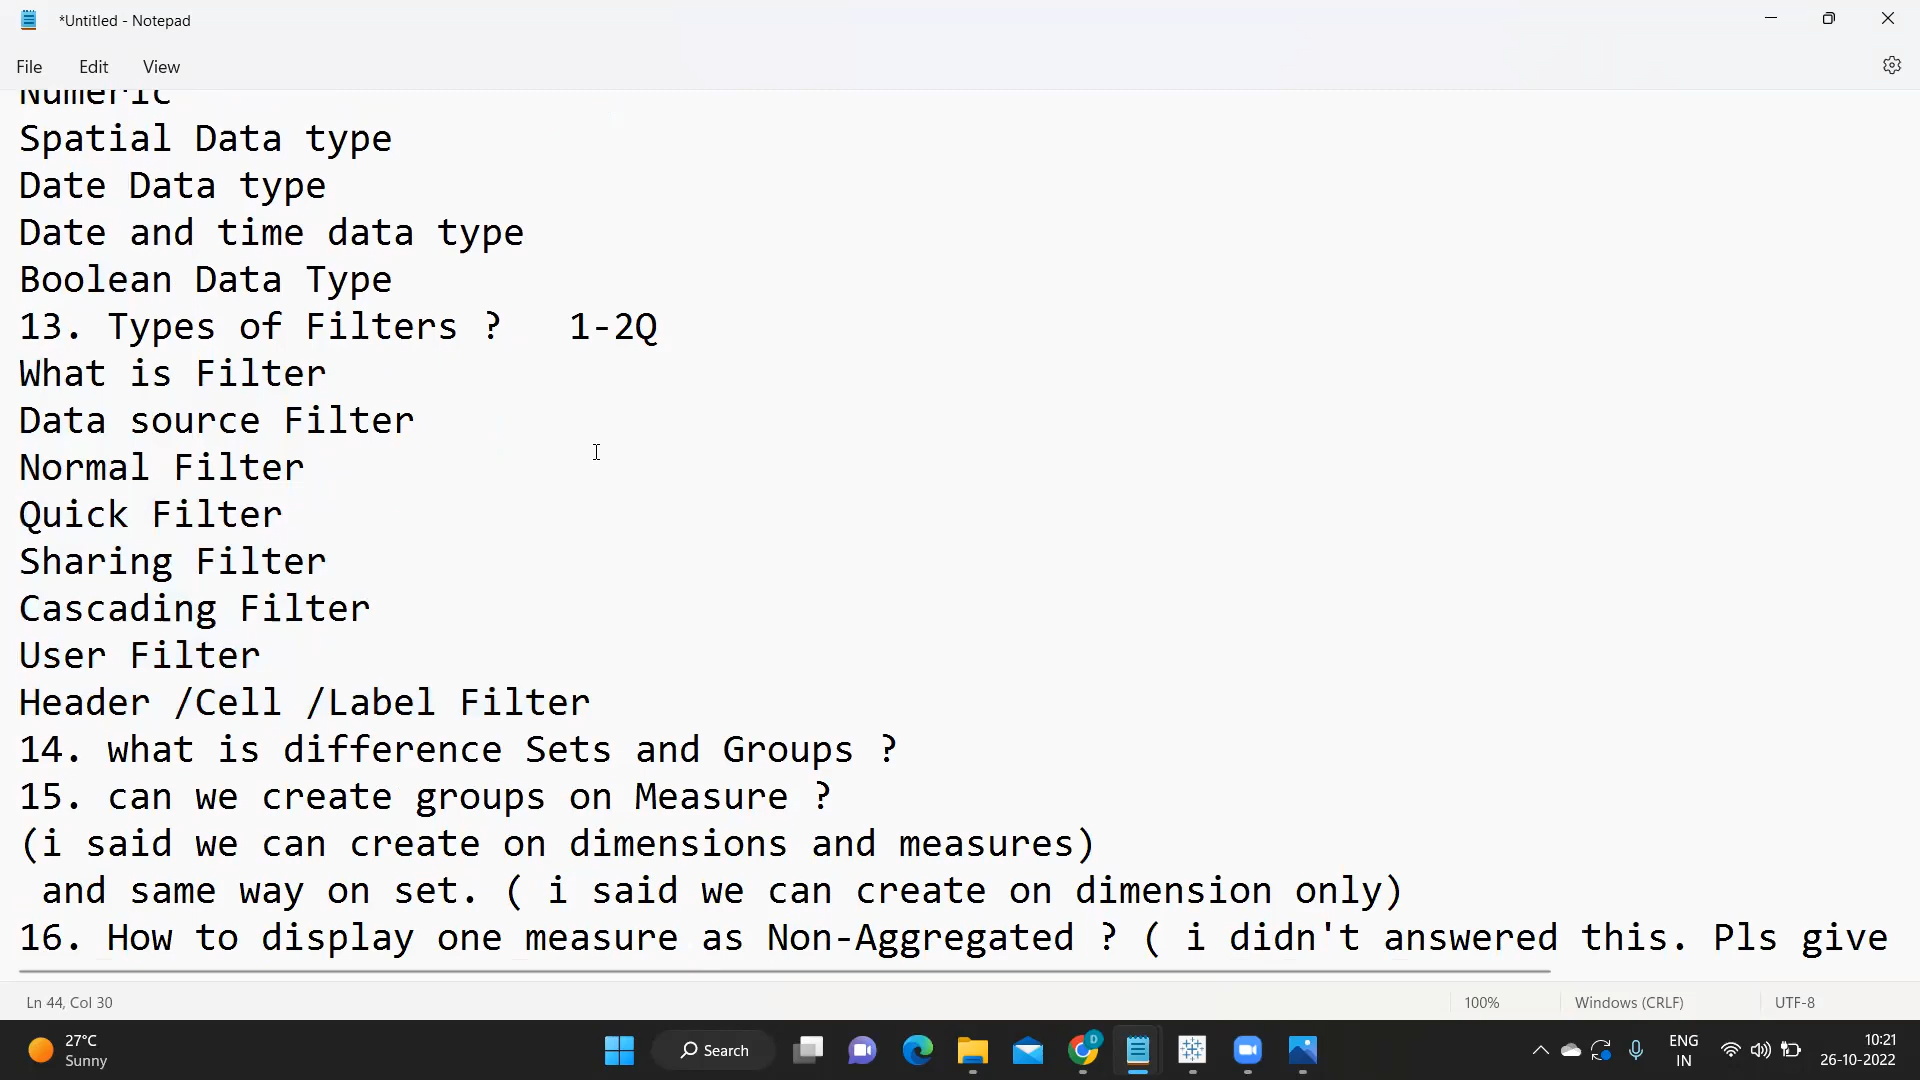 *Untitled - Notepad
File Edit View
Numeric
Spatial Data type
Date Data type
Date and time data type
Boolean Data Type
13. Types of Filters ?   1-2Q
What is Filter
Data source Filter
Normal Filter
Quick Filter
Sharing Filter
Cascading Filter
User Filter
Header /Cell /Label Filter
14. what is difference Sets and Groups ?
15. can we create groups on Measure ?
(i said we can create on dimensions and measures)
and same way on set. ( i said we can create on dimension only)
16. How to display one measure as Non-Aggregated ? ( i didn't answered this. Pls give
Ln 44, Col 30 100% Windows (CRLF) UTF-8
27°C
Sunny
Search
D
ENG
IN
10:21
26-10-2022